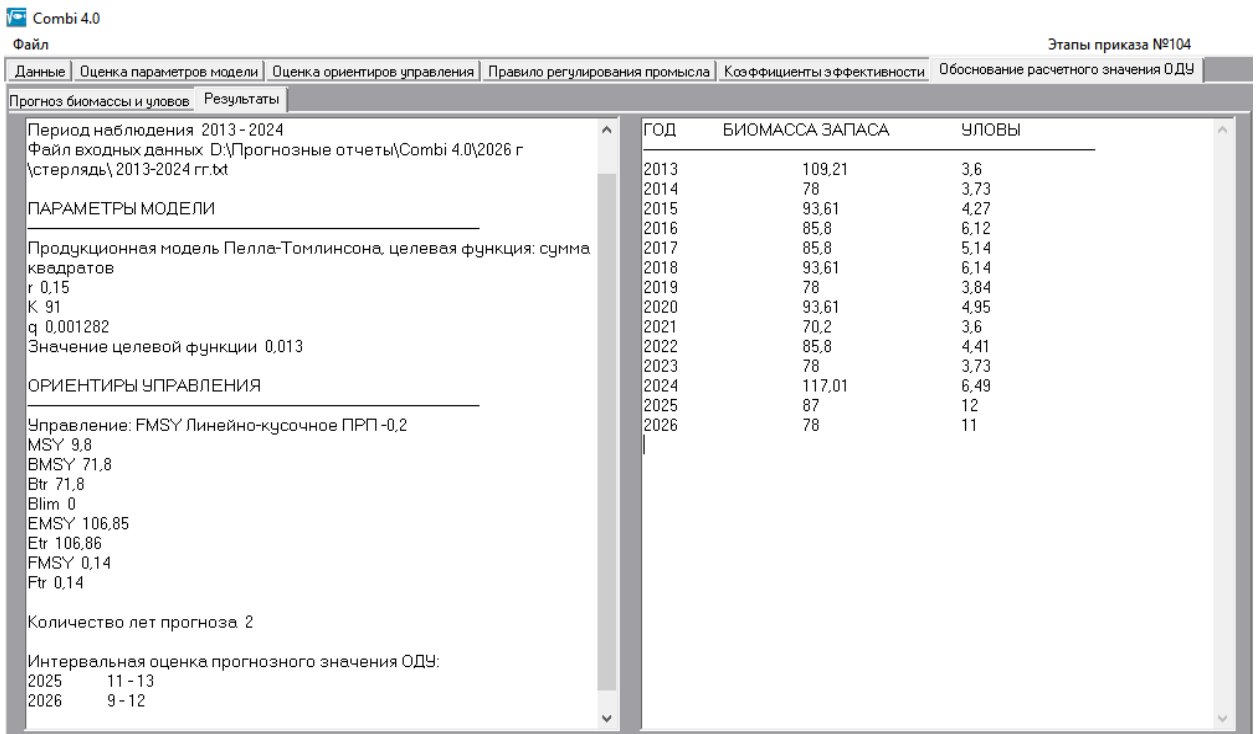 Combi 4.0
Файл
Этапы приказа №104
Данные
Оценка параметров модели
Оценка ориентиров управления
Правило регулирования промысла
Коэффициенты эффективности
Обоснование расчетного значения ОДУ
Прогноз биомассы и уловов
Результаты
Период наблюдения 2013 - 2024
Файл входных данных D:\Прогнозные отчеты\Combi 4.0\2026 г
\стерлядь\ 2013-2024 гг.txt
ПАРАМЕТРЫ МОДЕЛИ
Продукционная модель Пелла-Томлинсона, целевая функция: сумма
квадратов
r 0,15
K 91
q 0,001282
Значение целевой функции 0,013
ОРИЕНТИРЫ УПРАВЛЕНИЯ
Управление: FMSY Линейно-кусочное ПРП -0,2
MSY 9,8
BMSY 71,8
Btr 71,8
Blim 0
EMSY 106,85
Etr 106,86
FMSY 0,14
Ftr 0,14
Количество лет прогноза 2
Интервальная оценка прогнозного значения ОДУ:
2025 11 - 13
2026 9 - 12
ГОД БИОМАССА ЗАПАСА УЛОВЫ
2013 109,21 3,6
2014 78 3,73
2015 93,61 4,27
2016 85,8 6,12
2017 85,8 5,14
2018 93,61 6,14
2019 78 3,84
2020 93,61 4,95
2021 70,2 3,6
2022 85,8 4,41
2023 78 3,73
2024 117,01 6,49
2025 87 12
2026 78 11